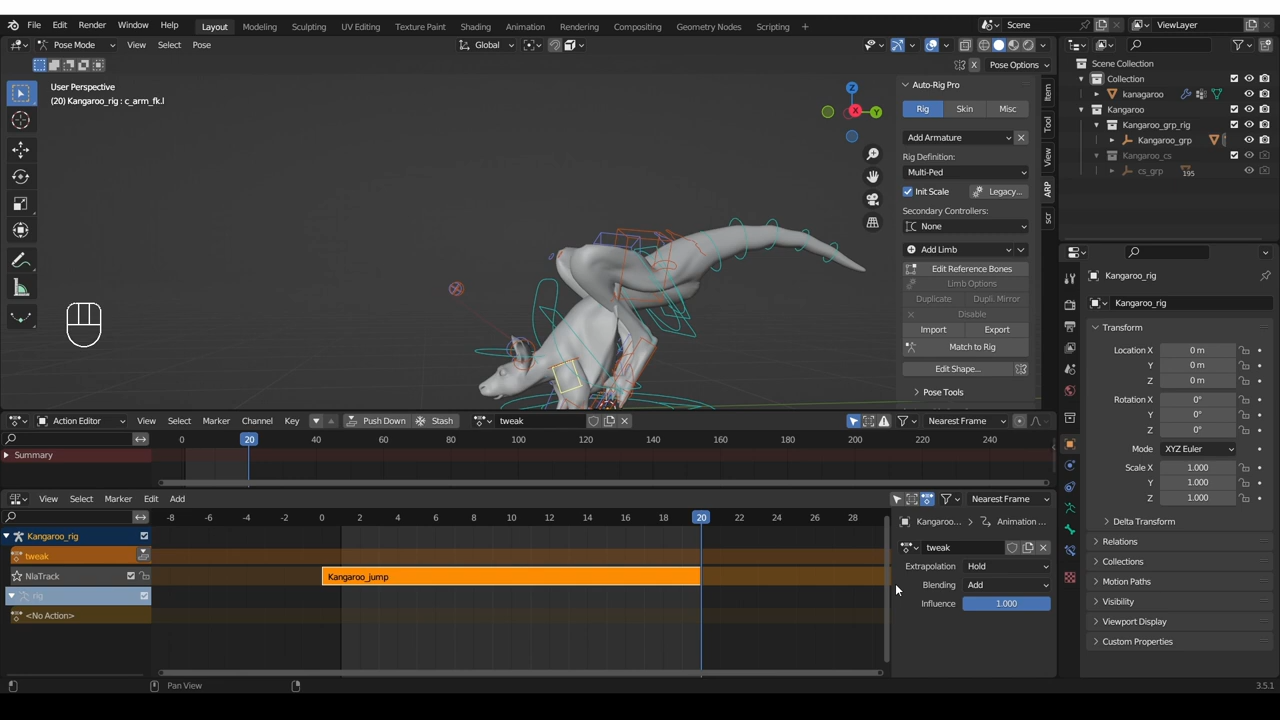 File Edit Render Window Help Layout Modeling Sculpting UV Editing Texture Paint Shading Animation Rendering Compositing Geometry Nodes Scripting + Scene ViewLayer
Pose Mode View Select Pose Global
X Pose Options
User Perspective
(20) Kangaroo_rig : c_arm_fk.l
Z
X
Y
Auto-Rig Pro
Rig Skin Misc
Add Armature
Rig Definition:
Multi-Ped
Init Scale Legacy...
Secondary Controllers:
None
Add Limb
Edit Reference Bones
Limb Options
Duplicate Dupli. Mirror
Disable
Import Export
Match to Rig
Edit Shape...
Pose Tools
Item
Tool
View
ARP
scr
Scene Collection
Collection
kanagaroo
Kangaroo
Kangaroo_grp_rig
Kangaroo_grp
Kangaroo_cs
cs_grp
195
Kangaroo_rig
Kangaroo_rig
Transform
Location X 0 m
Y 0 m
Z 0 m
Rotation X 0°
Y 0°
Z 0°
Mode XYZ Euler
Scale X 1.000
Y 1.000
Z 1.000
Delta Transform
Relations
Collections
Motion Paths
Visibility
Viewport Display
Custom Properties
Action Editor View Select Marker Channel Key Push Down Stash tweak Nearest Frame
0 20 40 60 80 100 120 140 160 180 200 220 240
Summary
View Select Marker Edit Add Nearest Frame
-8 -6 -4 -2 0 2 4 6 8 10 12 14 16 18 20 22 24 26 28
Kangaroo_rig
tweak
NlaTrack
Kangaroo_jump
rig
<No Action>
Kangaroo... Animation ...
tweak
Extrapolation Hold
Blending Add
Influence 1.000
Pan View
3.5.1